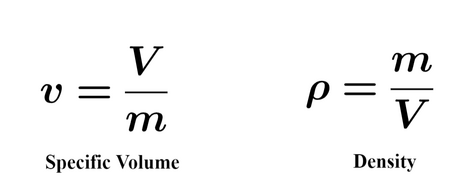 v = V/m
Specific Volume
ρ = m/V
Density